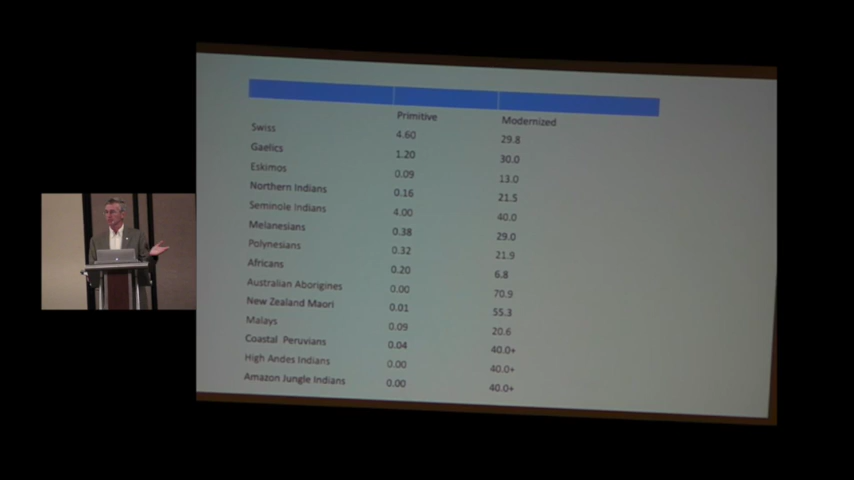 Primitive Modernized
Swiss 4.60 29.8
Gaelics 1.20 30.0
Eskimos 0.09 13.0
Northern Indians 0.16 21.5
Seminole Indians 4.00 40.0
Melanesians 0.38 29.0
Polynesians 0.32 21.9
Africans 0.20 6.8
Australian Aborigines 0.00 70.9
New Zealand Maori 0.01 55.3
Malays 0.09 20.6
Coastal Peruvians 0.04 40.0+
High Andes Indians 0.00 40.0+
Amazon Jungle Indians 0.00 40.0+